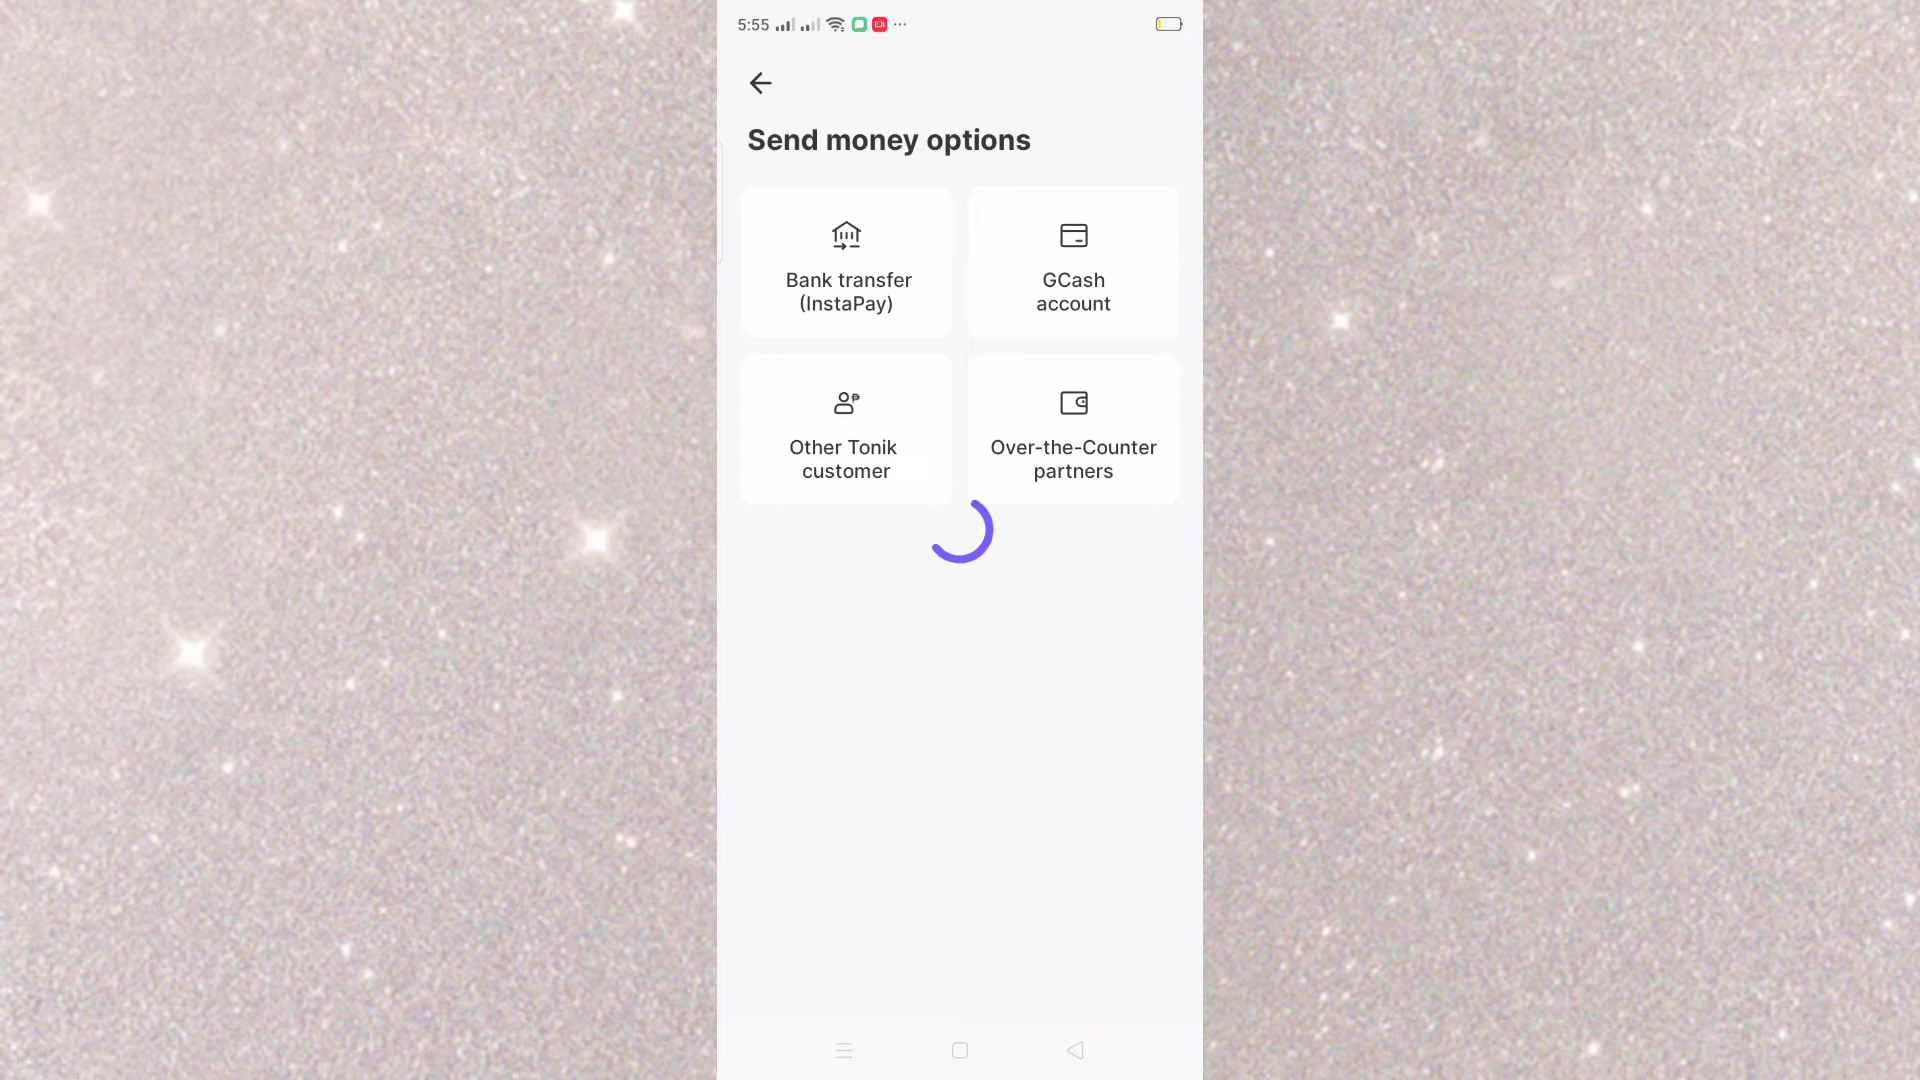 5:55
Send money options
Bank transfer
(InstaPay)
GCash
account
Other Tonik
customer
Over-the-Counter
partners